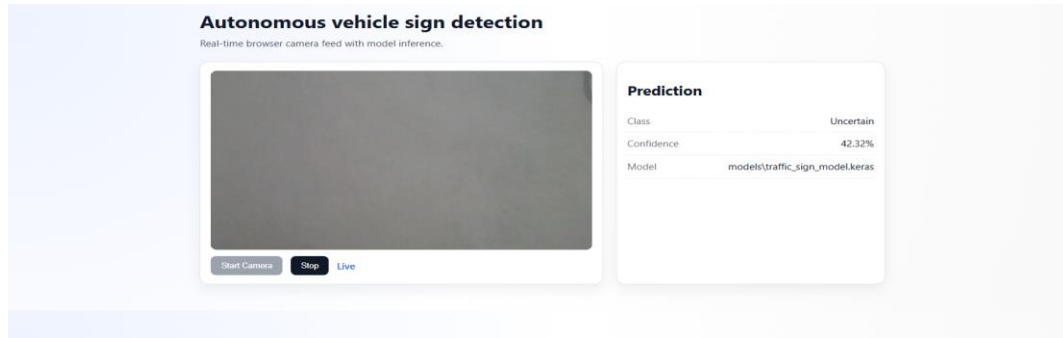 Autonomous vehicle sign detection
Real-time browser camera feed with model inference.
Start Camera Stop Live
Prediction
Class Uncertain
Confidence 42.32%
Model models\traffic_sign_model.keras